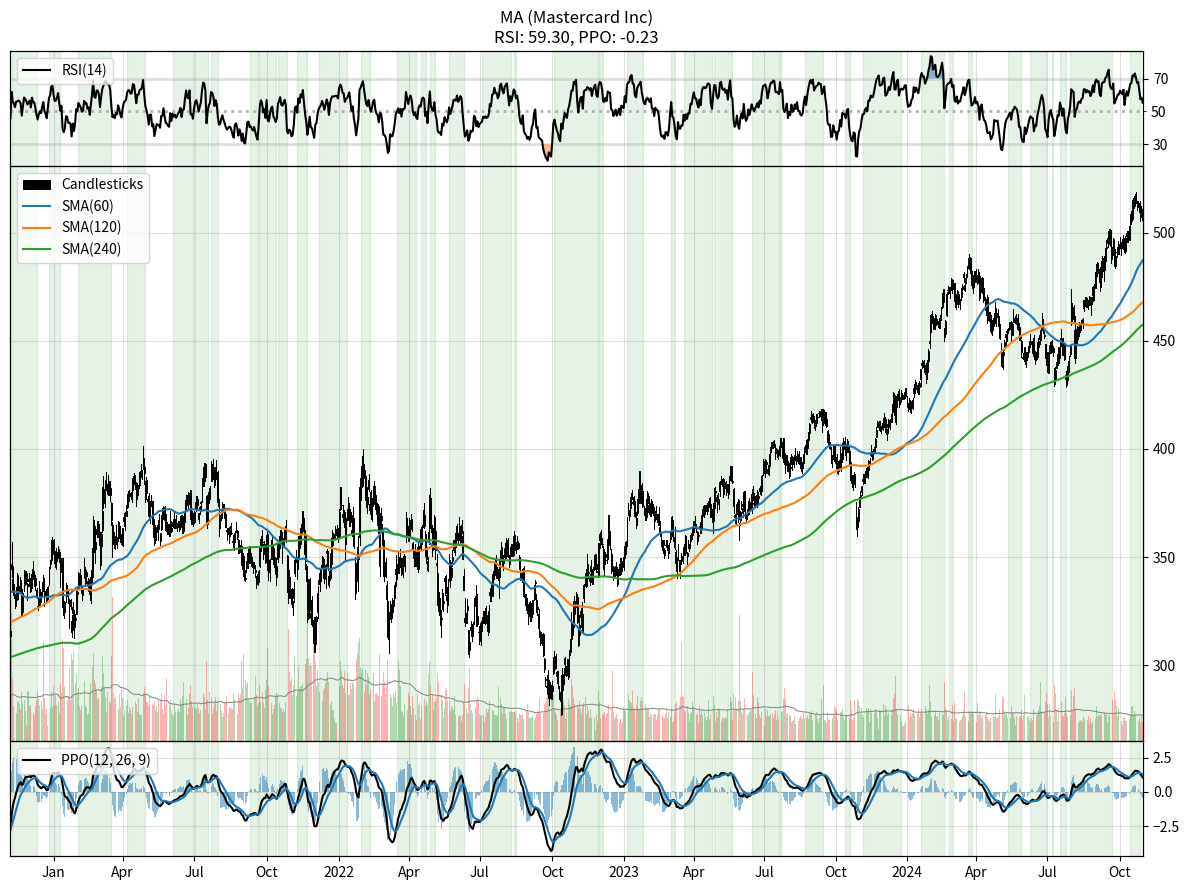 MA (Mastercard Inc)
RSI: 59.30, PPO: -0.23
RSI(14)
70
50
30
Candlesticks
SMA(60)
SMA(120)
SMA(240)
500
450
400
350
300
PPO(12, 26, 9)
2.5
0.0
−2.5
Jan Apr Jul Oct 2022 Apr Jul Oct 2023 Apr Jul Oct 2024 Apr Jul Oct